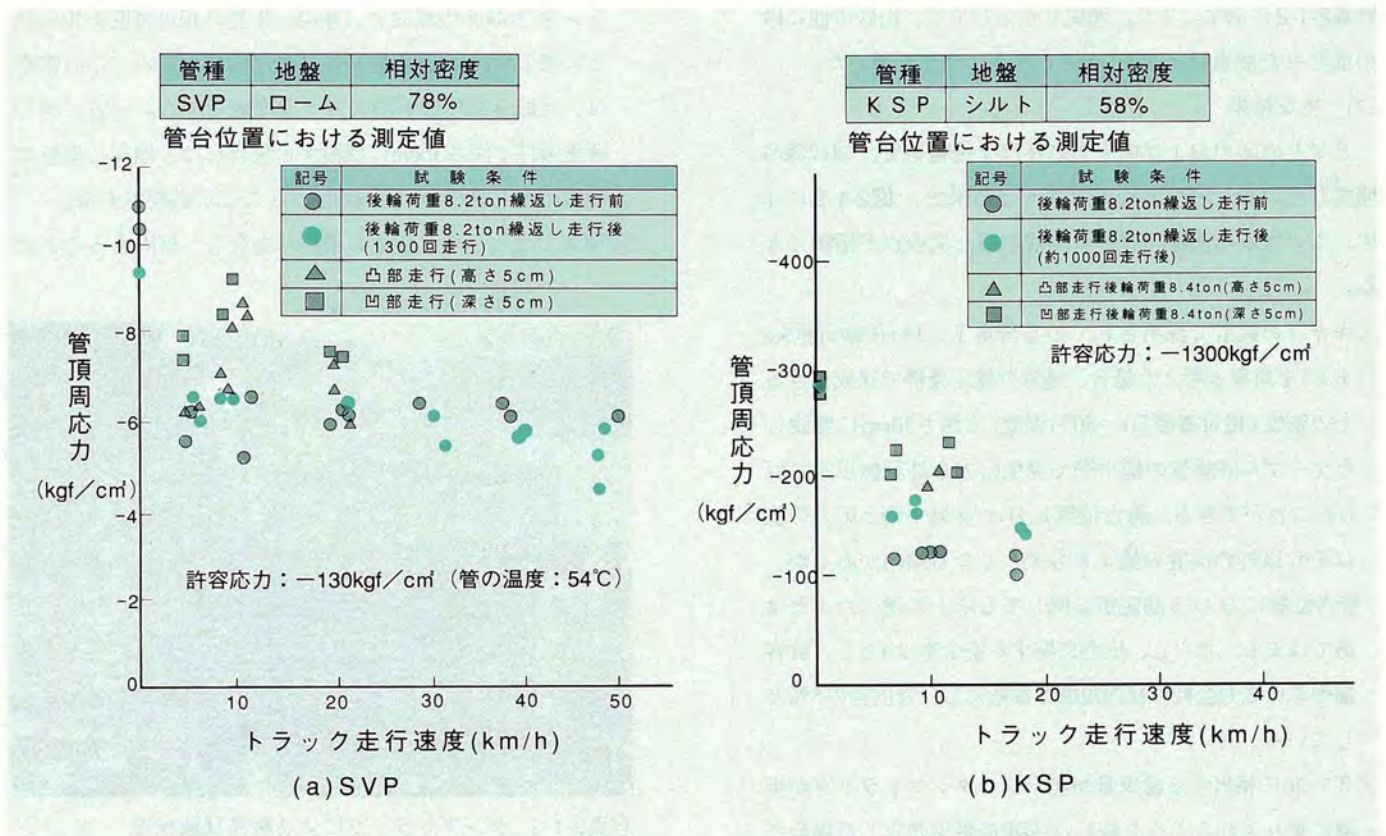 管種 地盤 相対密度
SVP ローム 78%
管台位置における測定値
記号 試験条件
後輪荷重8.2ton繰返し走行前
後輪荷重8.2ton繰返し走行後
(1300回走行)
凸部走行(高さ5cm)
凹部走行(深さ5cm)
-12
-10
-8
-6
-4
-2
0
管頂周応力
(kgf/cm²)
許容応力：-130kgf/cm²（管の温度：54℃）
10 20 30 40 50
トラック走行速度(km/h)
(a)SVP
管種 地盤 相対密度
KSP シルト 58%
管台位置における測定値
記号 試験条件
後輪荷重8.2ton繰返し走行前
後輪荷重8.2ton繰返し走行後
(約1000回走行後)
凸部走行後輪荷重8.4ton(高さ5cm)
凹部走行後輪荷重8.4ton(深さ5cm)
許容応力：-1300kgf/cm²
-400
-300
-200
-100
0
管頂周応力
(kgf/cm²)
10 20 30 40
トラック走行速度(km/h)
(b)KSP